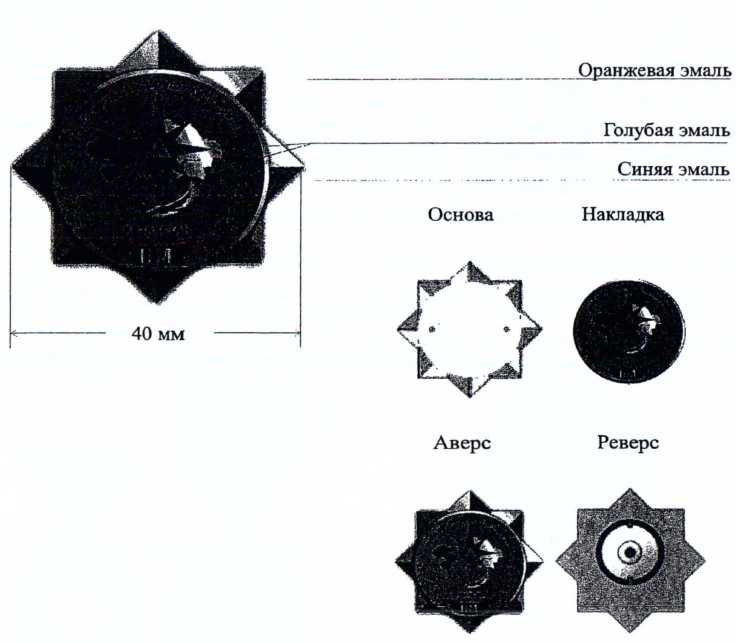 Оранжевая эмаль
Голубая эмаль
Синяя эмаль
Основа
Накладка
40 мм
Аверс
Реверс